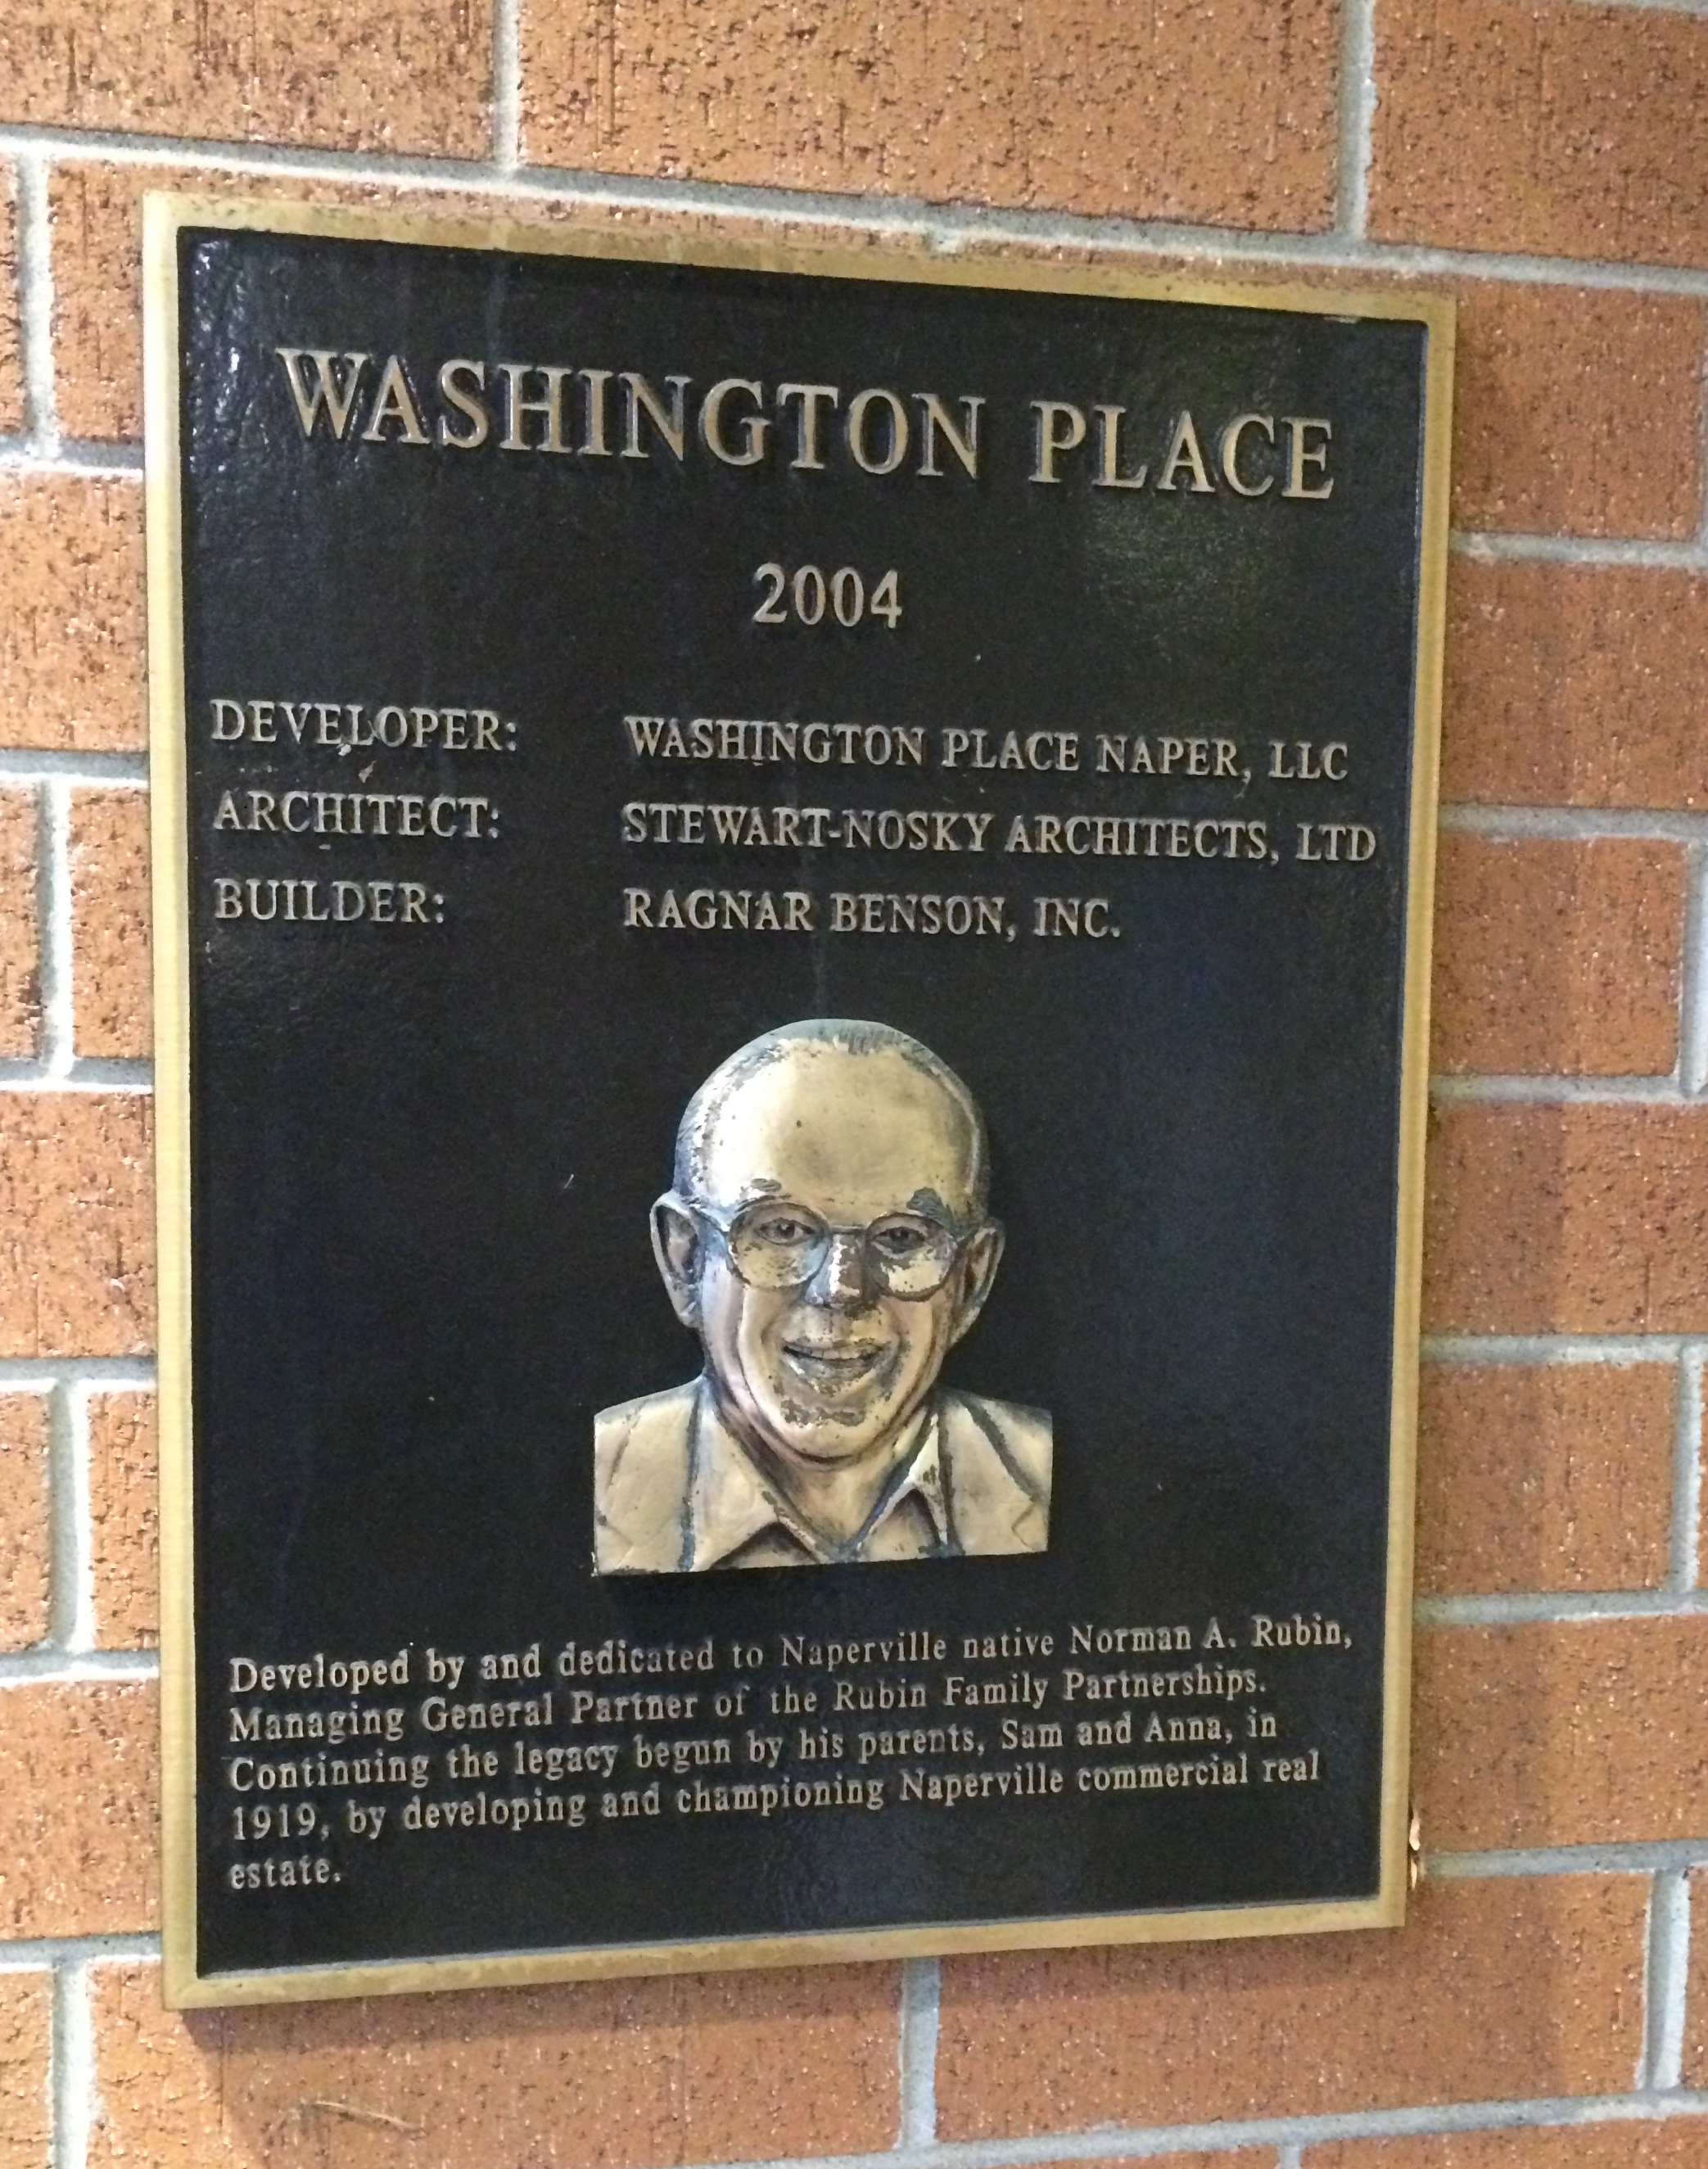 WASHINGTON PLACE
2004
DEVELOPER: WASHINGTON PLACE NAPER, LLC
ARCHITECT: STEWART-NOSKY ARCHITECTS, LTD
BUILDER: RAGNAR BENSON, INC.
Developed by and dedicated to Naperville native Norman A. Rubin,
Managing General Partner of the Rubin Family Partnerships.
Continuing the legacy begun by his parents, Sam and Anna, in
1919, by developing and championing Naperville commercial real
estate.